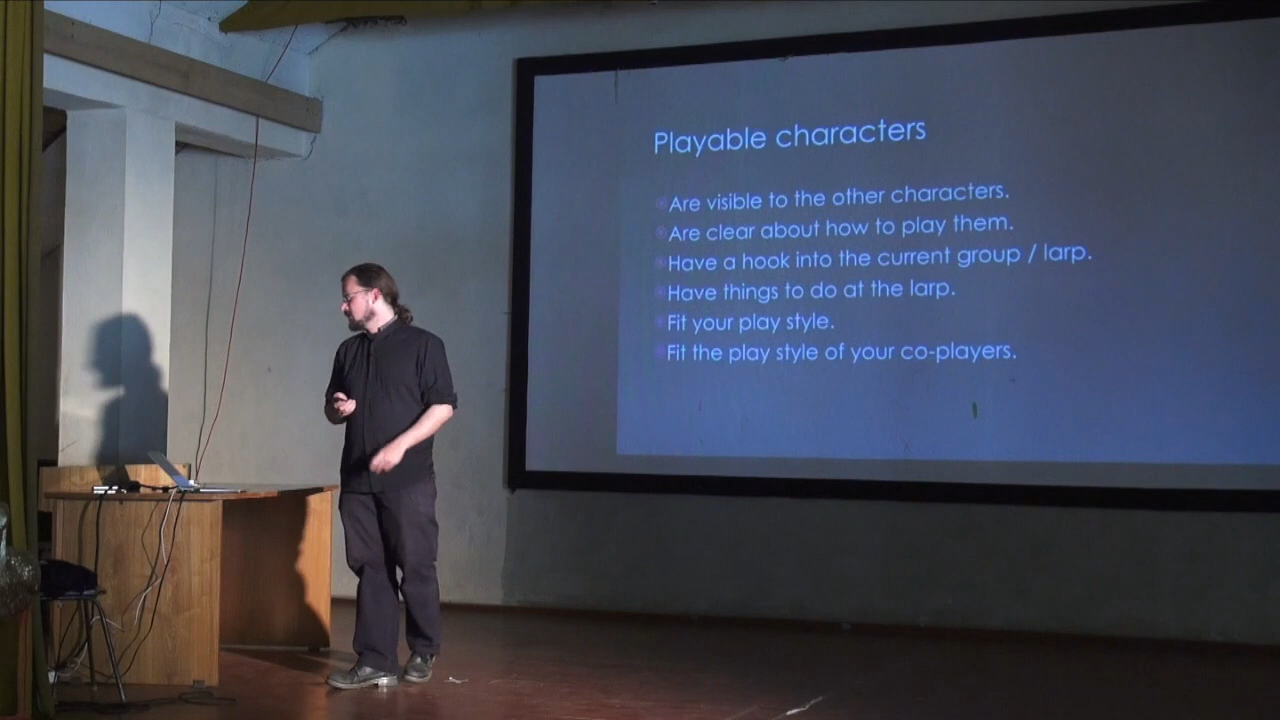 Playable characters
Are visible to the other characters.
Are clear about how to play them.
Have a hook into the current group / larp.
Have things to do at the larp.
Fit your play style.
Fit the play style of your co-players.